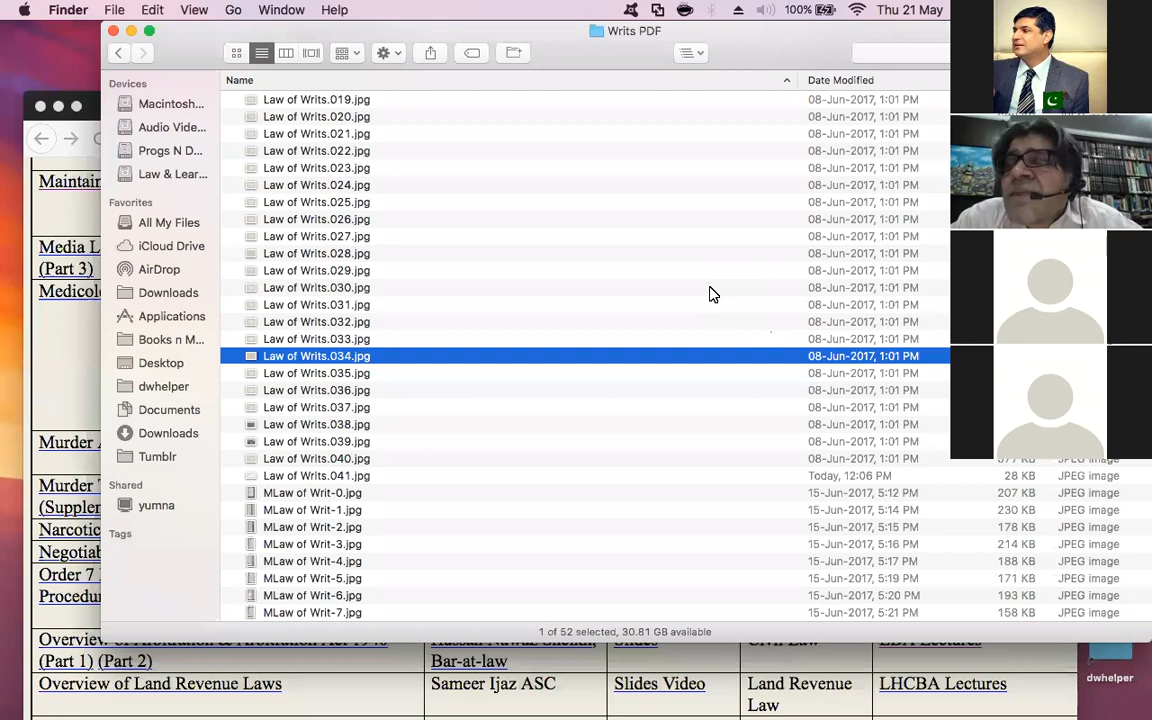 Finder File Edit View Go Window Help 100% Thu 21 May
Writs PDF
Devices
Macintosh...
Audio Vide...
Progs N D...
Law & Lear...
Favorites
All My Files
iCloud Drive
AirDrop
Downloads
Applications
Books n M...
Desktop
dwhelper
Documents
Downloads
Tumblr
Shared
yumna
Tags
Name Date Modified
Law of Writs.019.jpg 08-Jun-2017, 1:01 PM
Law of Writs.020.jpg 08-Jun-2017, 1:01 PM
Law of Writs.021.jpg 08-Jun-2017, 1:01 PM
Law of Writs.022.jpg 08-Jun-2017, 1:01 PM
Law of Writs.023.jpg 08-Jun-2017, 1:01 PM
Law of Writs.024.jpg 08-Jun-2017, 1:01 PM
Law of Writs.025.jpg 08-Jun-2017, 1:01 PM
Law of Writs.026.jpg 08-Jun-2017, 1:01 PM
Law of Writs.027.jpg 08-Jun-2017, 1:01 PM
Law of Writs.028.jpg 08-Jun-2017, 1:01 PM
Law of Writs.029.jpg 08-Jun-2017, 1:01 PM
Law of Writs.030.jpg 08-Jun-2017, 1:01 PM
Law of Writs.031.jpg 08-Jun-2017, 1:01 PM
Law of Writs.032.jpg 08-Jun-2017, 1:01 PM
Law of Writs.033.jpg 08-Jun-2017, 1:01 PM
Law of Writs.034.jpg 08-Jun-2017, 1:01 PM
Law of Writs.035.jpg 08-Jun-2017, 1:01 PM
Law of Writs.036.jpg 08-Jun-2017, 1:01 PM
Law of Writs.037.jpg 08-Jun-2017, 1:01 PM
Law of Writs.038.jpg 08-Jun-2017, 1:01 PM
Law of Writs.039.jpg 08-Jun-2017, 1:01 PM
Law of Writs.040.jpg 08-Jun-2017, 1:01 PM 377 KB JPEG image
Law of Writs.041.jpg Today, 12:06 PM 28 KB JPEG image
MLaw of Writ-0.jpg 15-Jun-2017, 5:12 PM 207 KB JPEG image
MLaw of Writ-1.jpg 15-Jun-2017, 5:14 PM 230 KB JPEG image
MLaw of Writ-2.jpg 15-Jun-2017, 5:15 PM 178 KB JPEG image
MLaw of Writ-3.jpg 15-Jun-2017, 5:16 PM 214 KB JPEG image
MLaw of Writ-4.jpg 15-Jun-2017, 5:17 PM 188 KB JPEG image
MLaw of Writ-5.jpg 15-Jun-2017, 5:19 PM 171 KB JPEG image
MLaw of Writ-6.jpg 15-Jun-2017, 5:20 PM 193 KB JPEG image
MLaw of Writ-7.jpg 15-Jun-2017, 5:21 PM 158 KB JPEG image
1 of 52 selected, 30.81 GB available
Media L
(Part 3)
Murder
Murder
(Supple
Order 7
(Part 1) (Part 2) Bar-at-law
Overview of Land Revenue Laws Sameer Ijaz ASC Slides Video Land Revenue LHCBA Lectures
Law
dwhelper